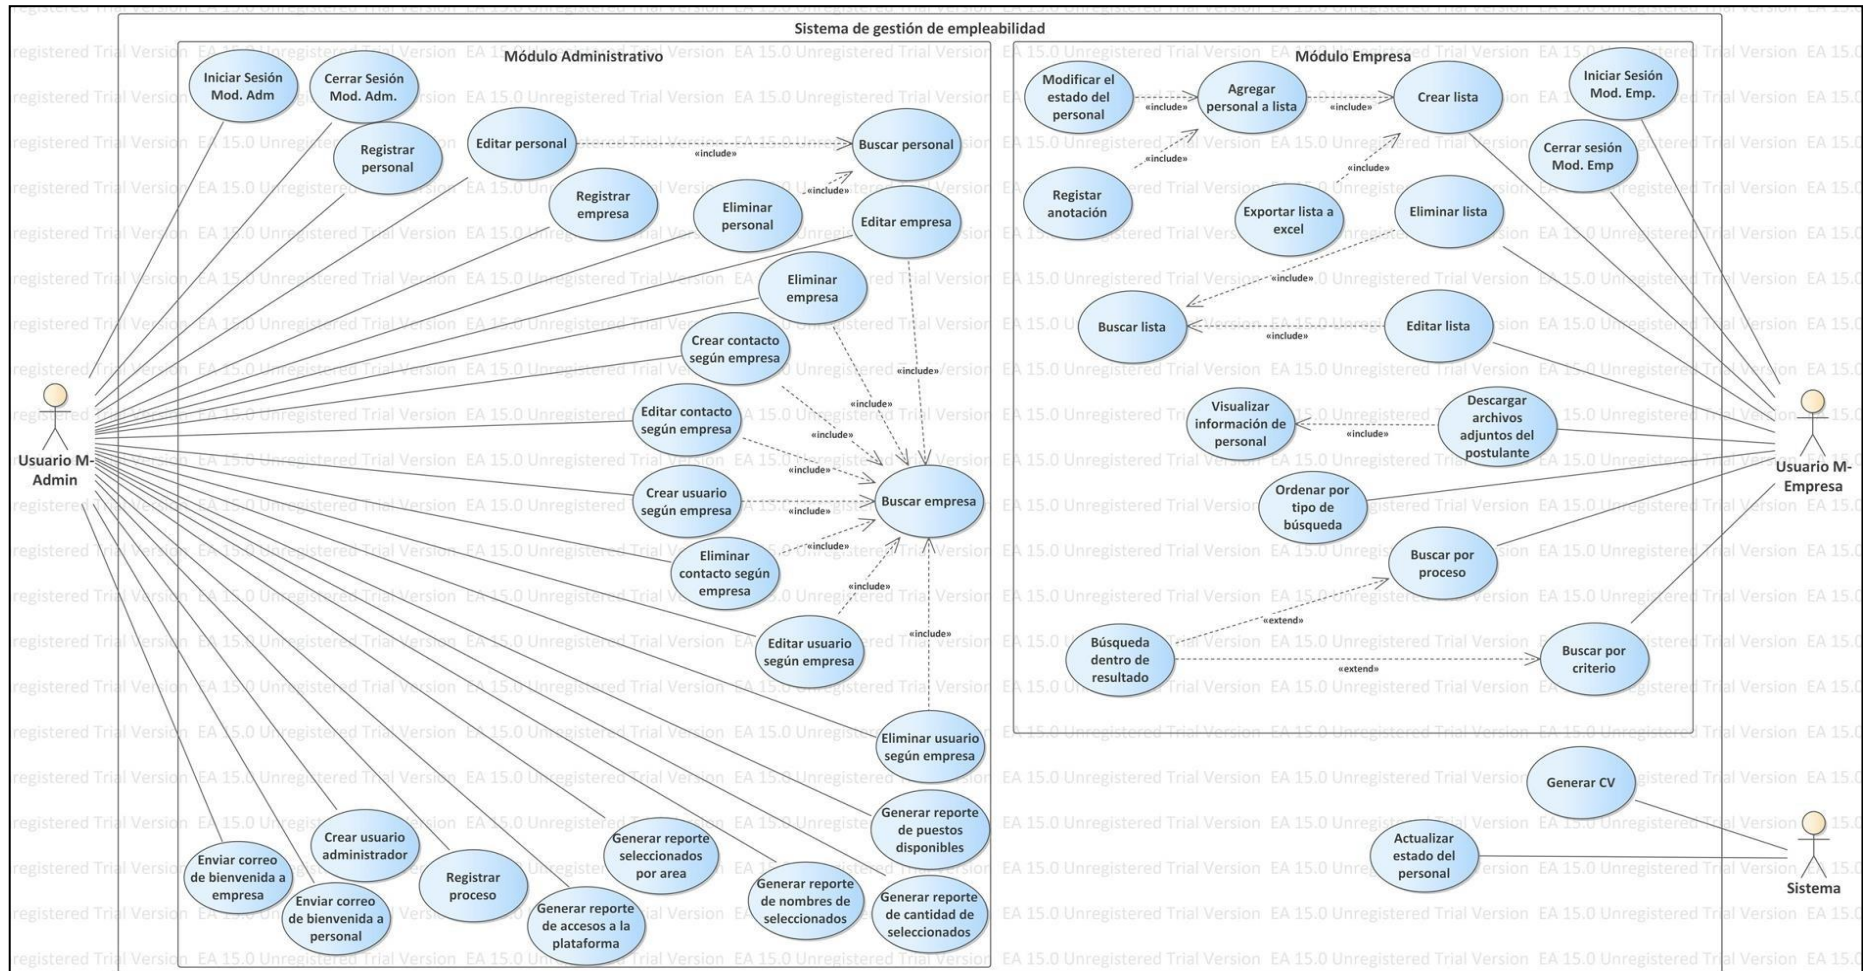 Sistema de gestión de empleabilidad
Módulo Administrativo
Iniciar Sesión
Mod. Adm
Cerrar Sesión
Mod. Adm.
Registrar
personal
Editar personal
«include»
Buscar personal
Registrar
empresa
Eliminar
personal
«include»
Editar empresa
Eliminar
empresa
Crear contacto
según empresa
«include»
Editar contacto
según empresa
«include»
«include»
«include»
Usuario M-
Admin
Crear usuario
según empresa
«include»
Buscar empresa
Eliminar
contacto según
empresa
«include»
«include»
Editar usuario
según empresa
«include»
Eliminar usuario
según empresa
Generar reporte
de puestos
disponibles
Enviar correo
de bienvenida a
empresa
Crear usuario
administrador
Enviar correo
de bienvenida a
personal
Registrar
proceso
Generar reporte
seleccionados
por area
Generar reporte
de accesos a la
plataforma
Generar reporte
de nombres de
seleccionados
Generar reporte
de cantidad de
seleccionados
Módulo Empresa
Modificar el
estado del
personal
«include»
Agregar
personal a lista
«include»
Crear lista
Iniciar Sesión
Mod. Emp.
Cerrar sesión
Mod. Emp
«include»
«include»
Registar
anotación
Exportar lista a
excel
Eliminar lista
«include»
Buscar lista
«include»
Editar lista
Visualizar
información de
personal
«include»
Descargar
archivos
adjuntos del
postulante
Usuario M-
Empresa
Ordenar por
tipo de
búsqueda
Buscar por
proceso
«extend»
Búsqueda
dentro de
resultado
«extend»
Buscar por
criterio
Generar CV
Actualizar
estado del
personal
Sistema
EA 15.0 Unregistered Trial Version